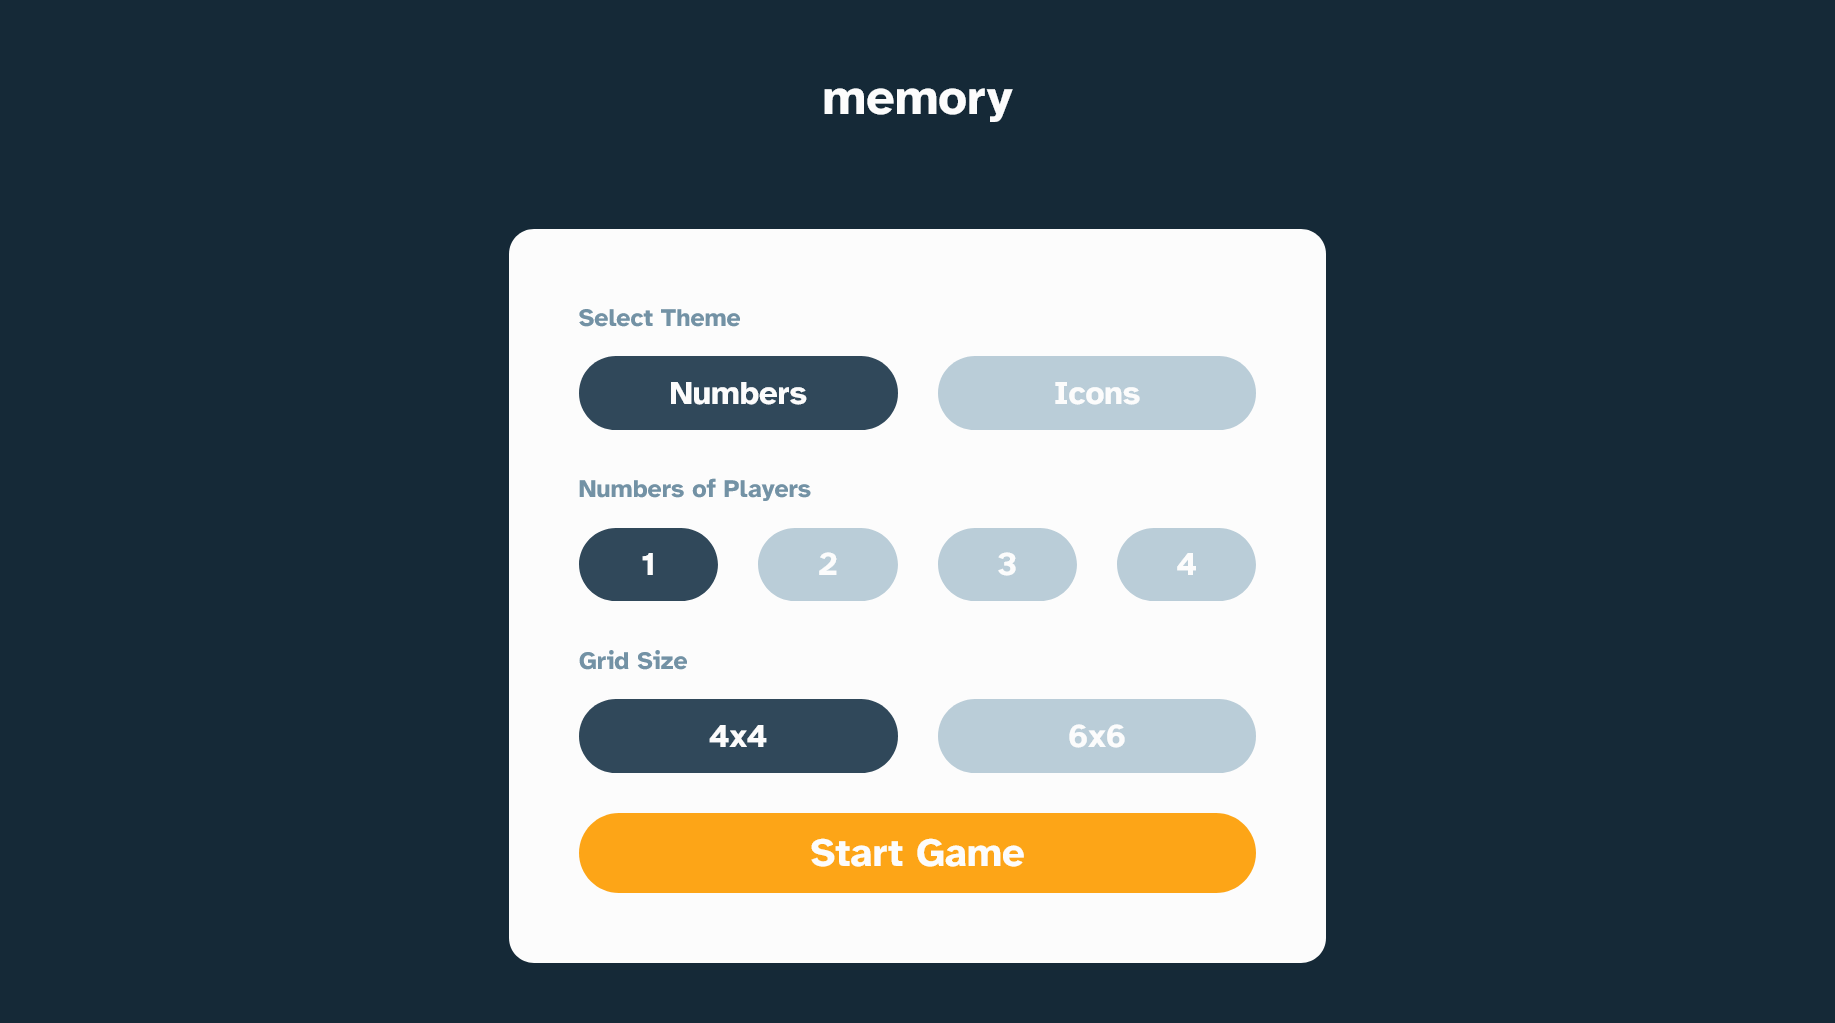 memory
Select Theme
Numbers Icons
Numbers of Players
1 2 3 4
Grid Size
4x4 6x6
Start Game